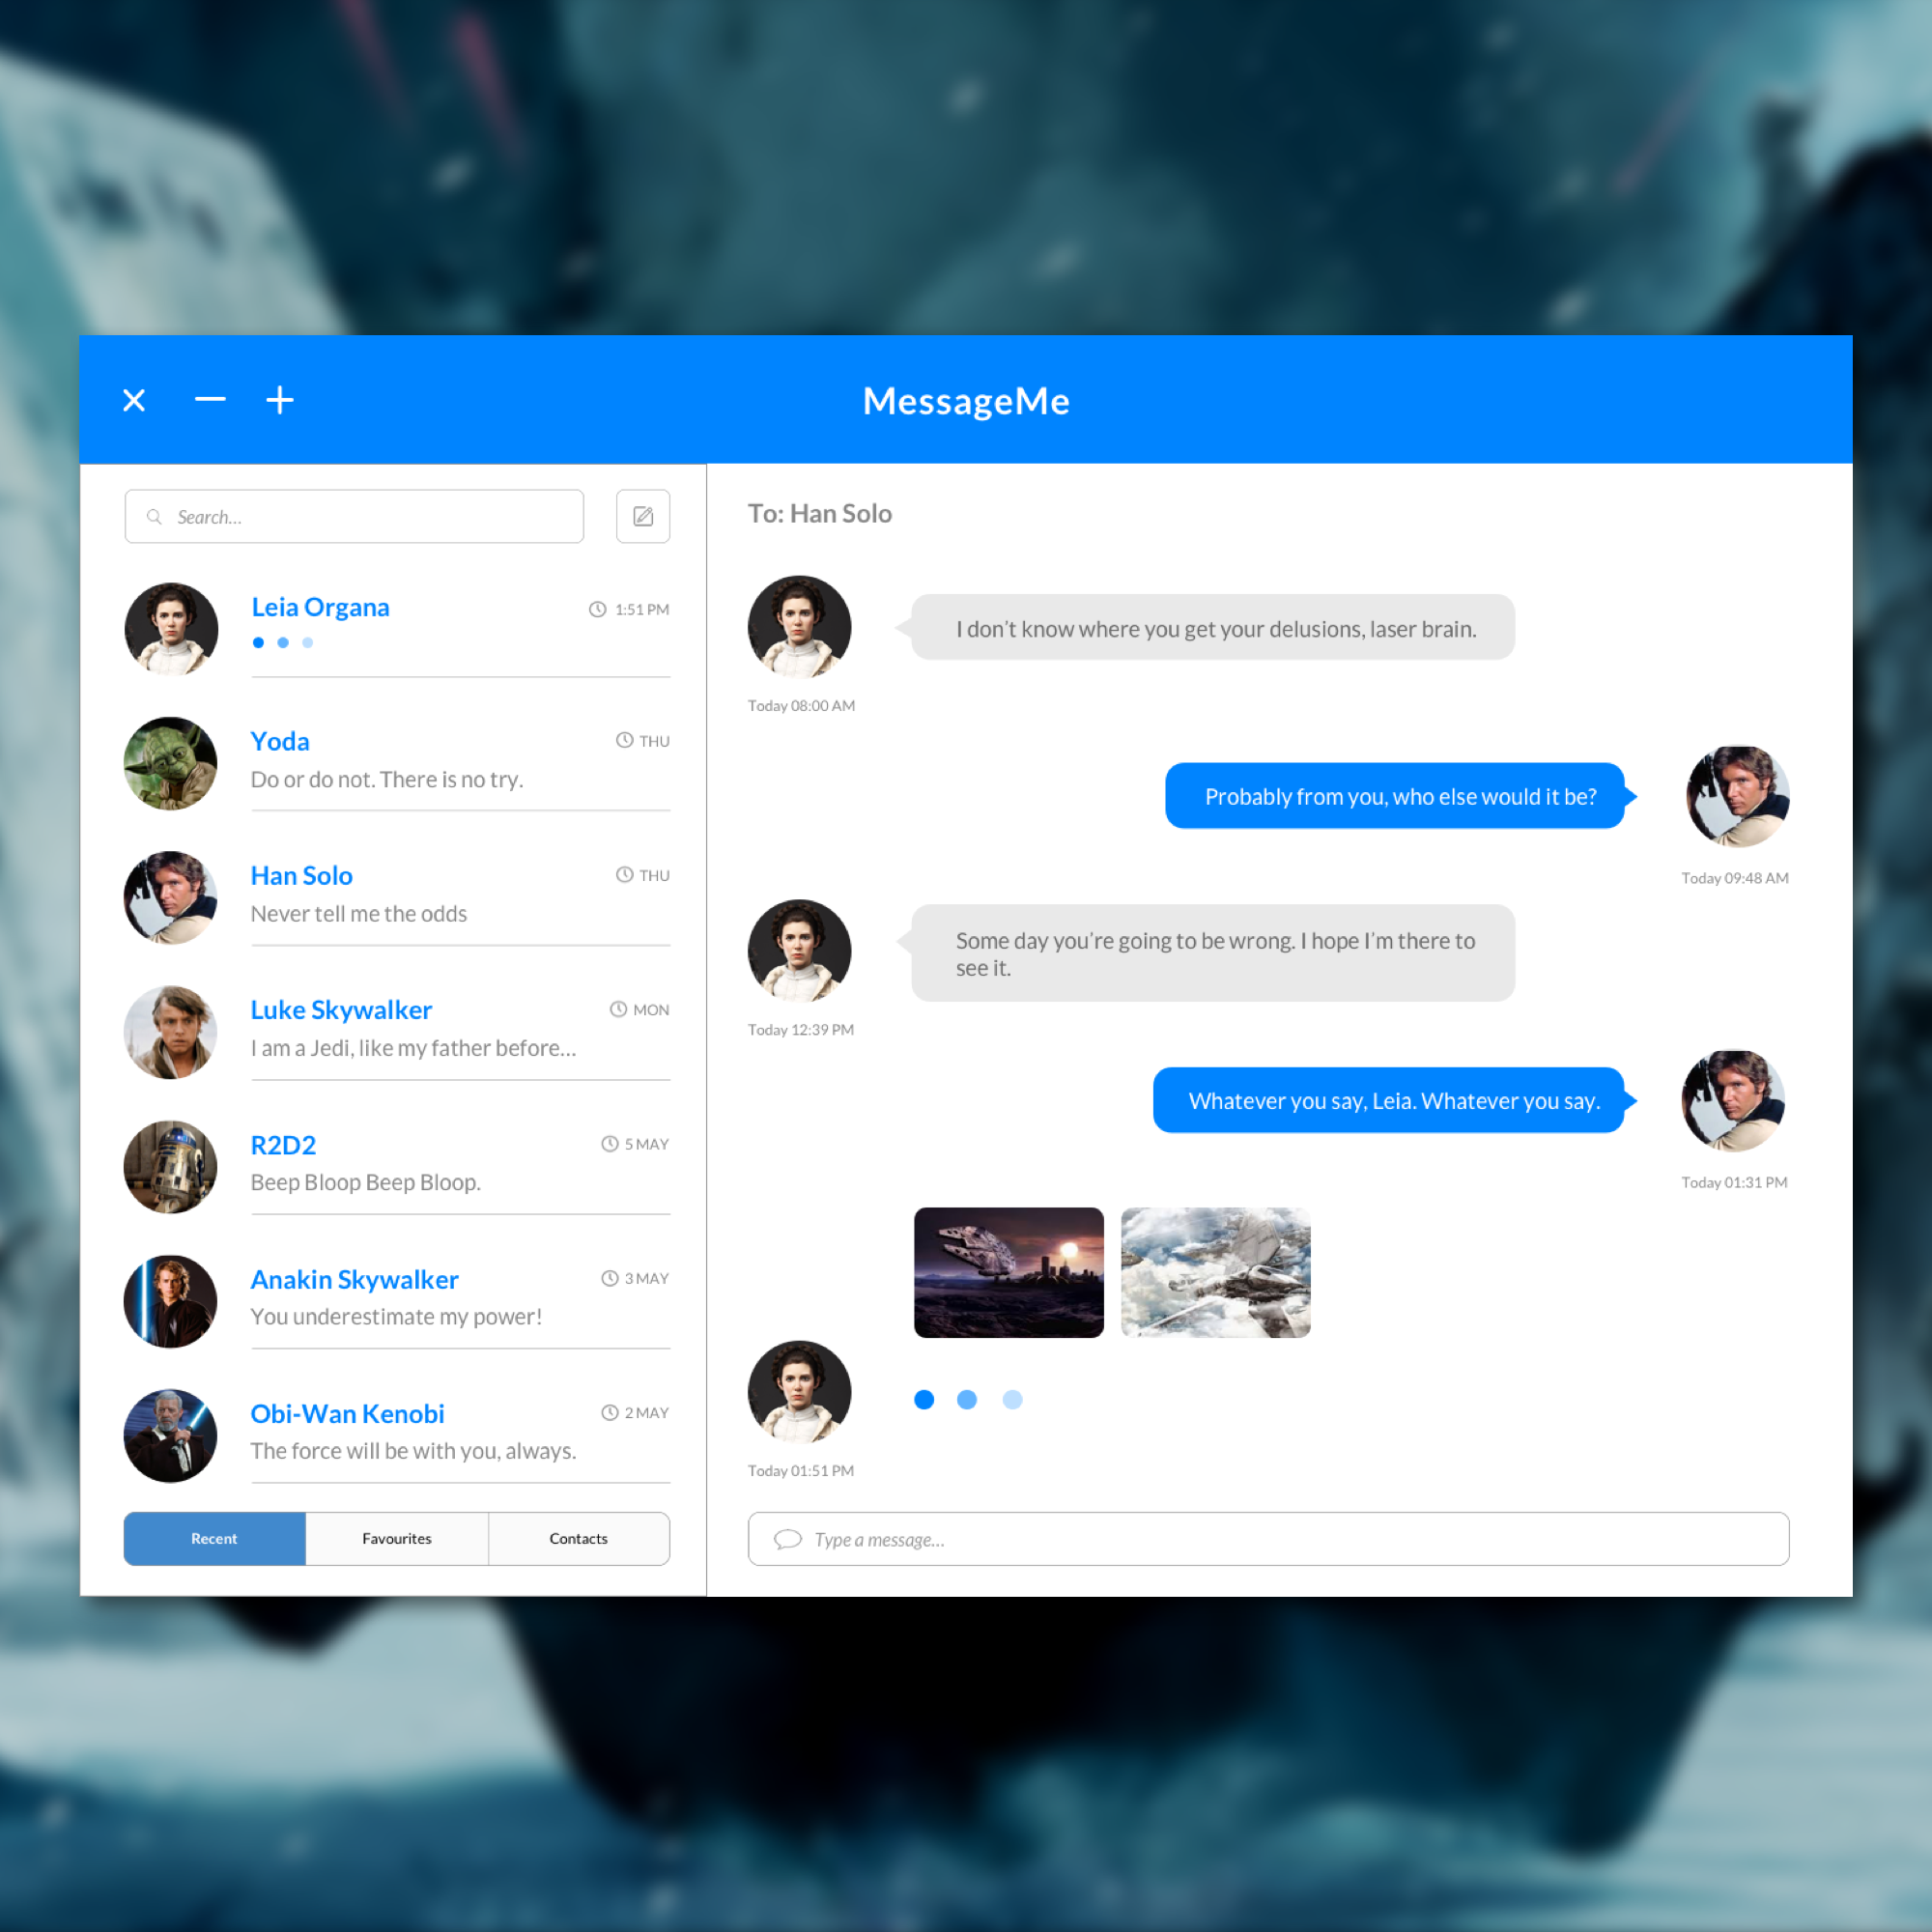 MessageMe
Search...
Leia Organa
1:51 PM
Yoda
THU
Do or do not. There is no try.
Han Solo
THU
Never tell me the odds
Luke Skywalker
MON
I am a Jedi, like my father before...
R2D2
5 MAY
Beep Bloop Beep Bloop.
Anakin Skywalker
3 MAY
You underestimate my power!
Obi-Wan Kenobi
2 MAY
The force will be with you, always.
Recent
Favourites
Contacts
To: Han Solo
I don’t know where you get your delusions, laser brain.
Today 08:00 AM
Probably from you, who else would it be?
Today 09:48 AM
Some day you’re going to be wrong. I hope I’m there to
see it.
Today 12:39 PM
Whatever you say, Leia. Whatever you say.
Today 01:31 PM
Today 01:51 PM
Type a message...